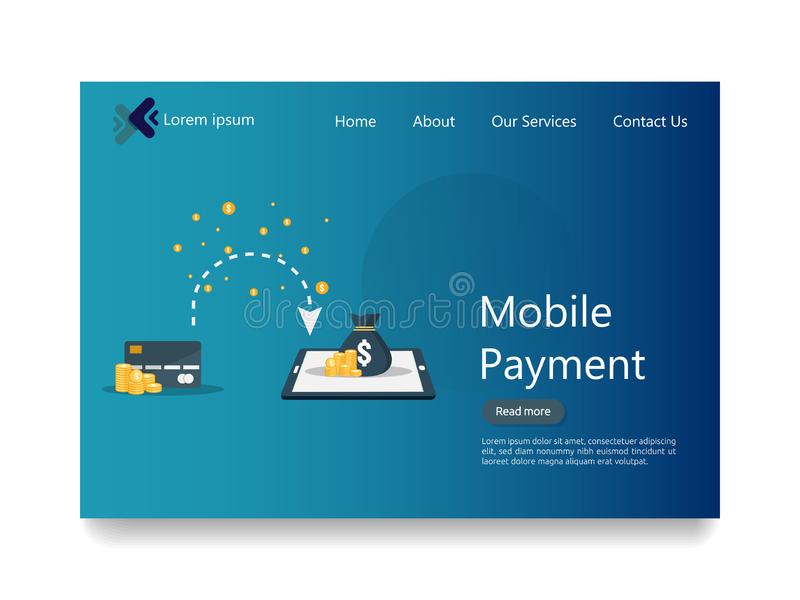 Lorem ipsum
Home About Our Services Contact Us
dreamstime
Mobile
Payment
Read more
Lorem ipsum dolor sit amet, consectetuer adipiscing
elit, sed diam nonummy nibh euismod tincidunt ut
laoreet dolore magna aliquam erat volutpat.